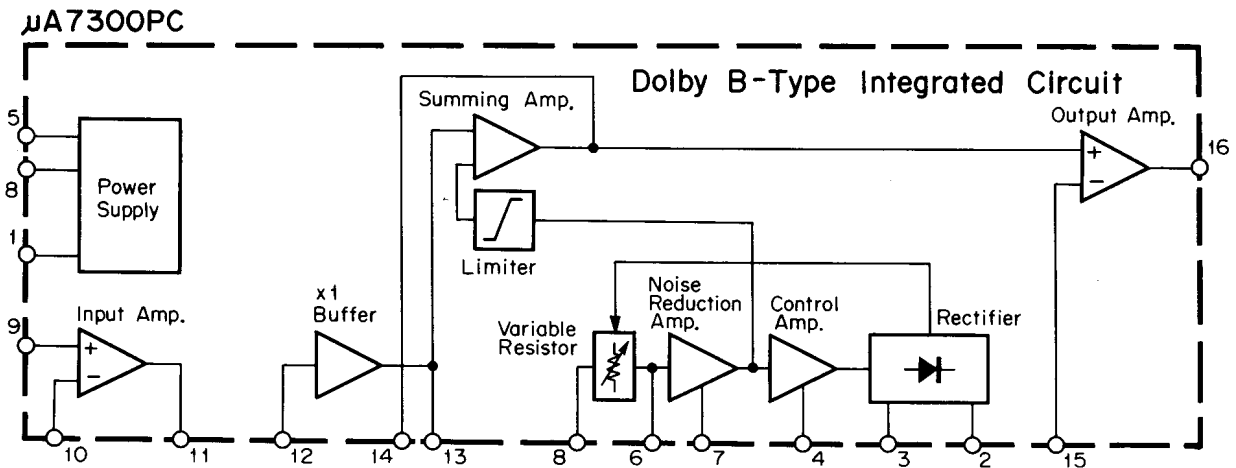 μA7300PC
Dolby B-Type Integrated Circuit
Summing Amp.
Output Amp.
5
16
+
−
8
Power
Supply
1
Limiter
Noise
Reduction
Amp.
x1
Buffer
Control
Amp.
Rectifier
Input Amp.
Variable
Resistor
9
+
−
10
11
12
14
13
8
6
7
4
3
2
15